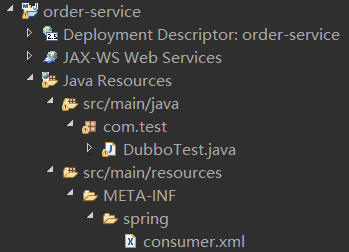 order-service
Deployment Descriptor: order-service
JAX-WS Web Services
Java Resources
src/main/java
com.test
DubboTest.java
src/main/resources
META-INF
spring
consumer.xml